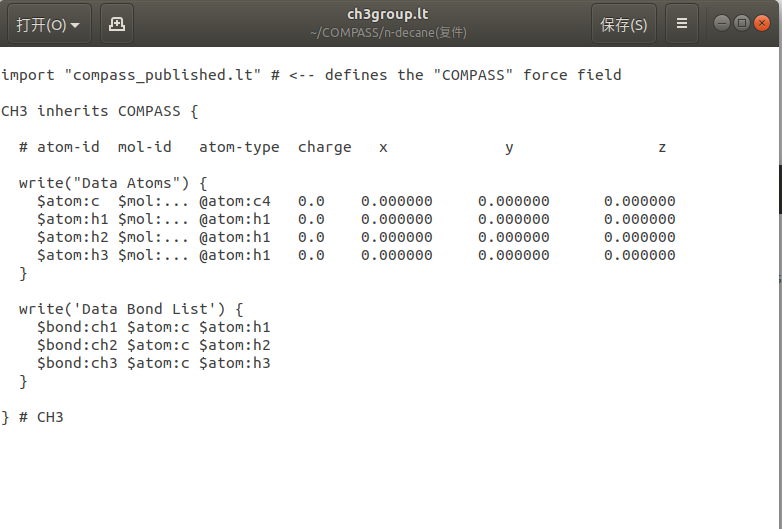 打开(O)
ch3group.lt
~/COMPASS/n-decane(复件)
保存(S)
import "compass_published.lt" # <-- defines the "COMPASS" force field
CH3 inherits COMPASS {
# atom-id mol-id atom-type charge x y z
write("Data Atoms") {
$atom:c $mol:... @atom:c4 0.0 0.000000 0.000000 0.000000
$atom:h1 $mol:... @atom:h1 0.0 0.000000 0.000000 0.000000
$atom:h2 $mol:... @atom:h1 0.0 0.000000 0.000000 0.000000
$atom:h3 $mol:... @atom:h1 0.0 0.000000 0.000000 0.000000
}
write('Data Bond List') {
$bond:ch1 $atom:c $atom:h1
$bond:ch2 $atom:c $atom:h2
$bond:ch3 $atom:c $atom:h3
}
} # CH3